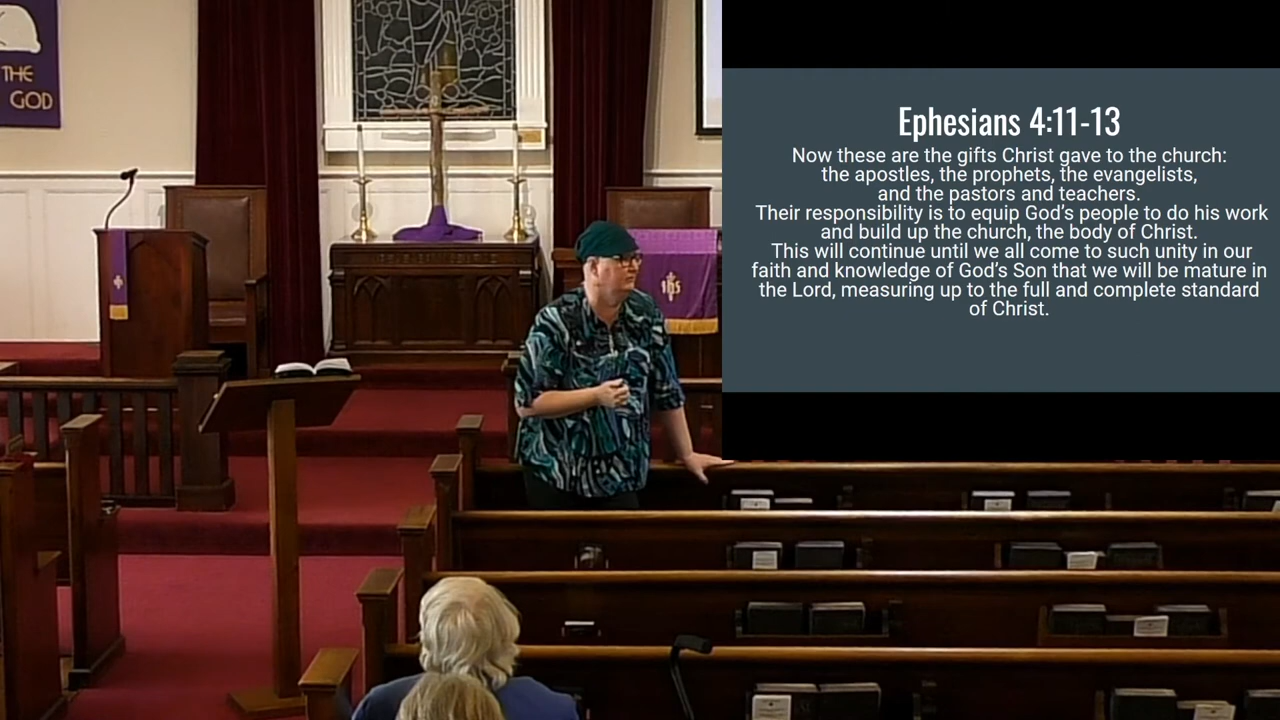 THE
GOD
IN REMEMBRANCE
IHS
Ephesians 4:11-13
Now these are the gifts Christ gave to the church:
the apostles, the prophets, the evangelists,
and the pastors and teachers.
Their responsibility is to equip God's people to do his work
and build up the church, the body of Christ.
This will continue until we all come to such unity in our
faith and knowledge of God's Son that we will be mature in
the Lord, measuring up to the full and complete standard
of Christ.